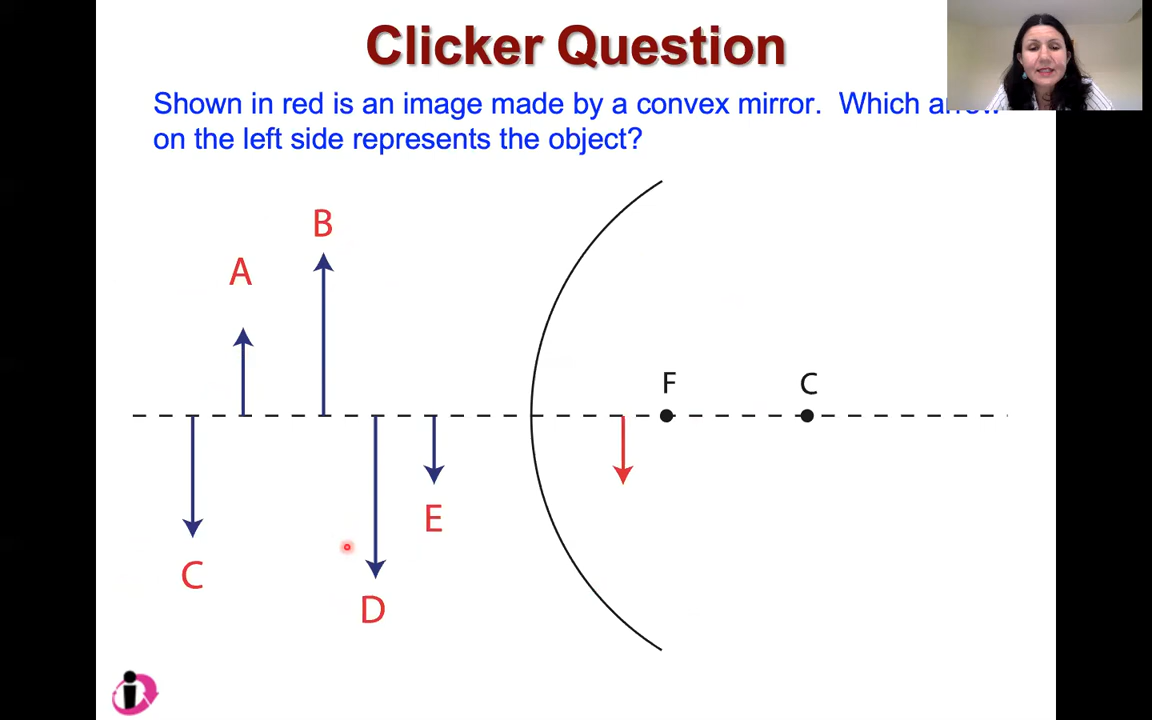 Clicker Question
Shown in red is an image made by a convex mirror. Which
on the left side represents the object?
B
A
F
C
E
C
D